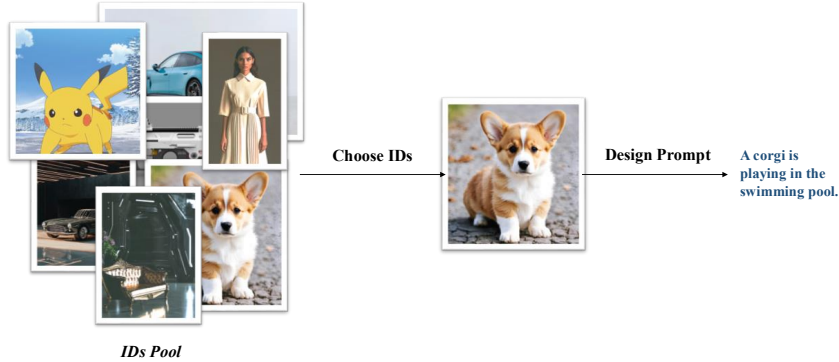 Choose IDs
Design Prompt
A corgi is
playing in the
swimming pool.
IDs Pool